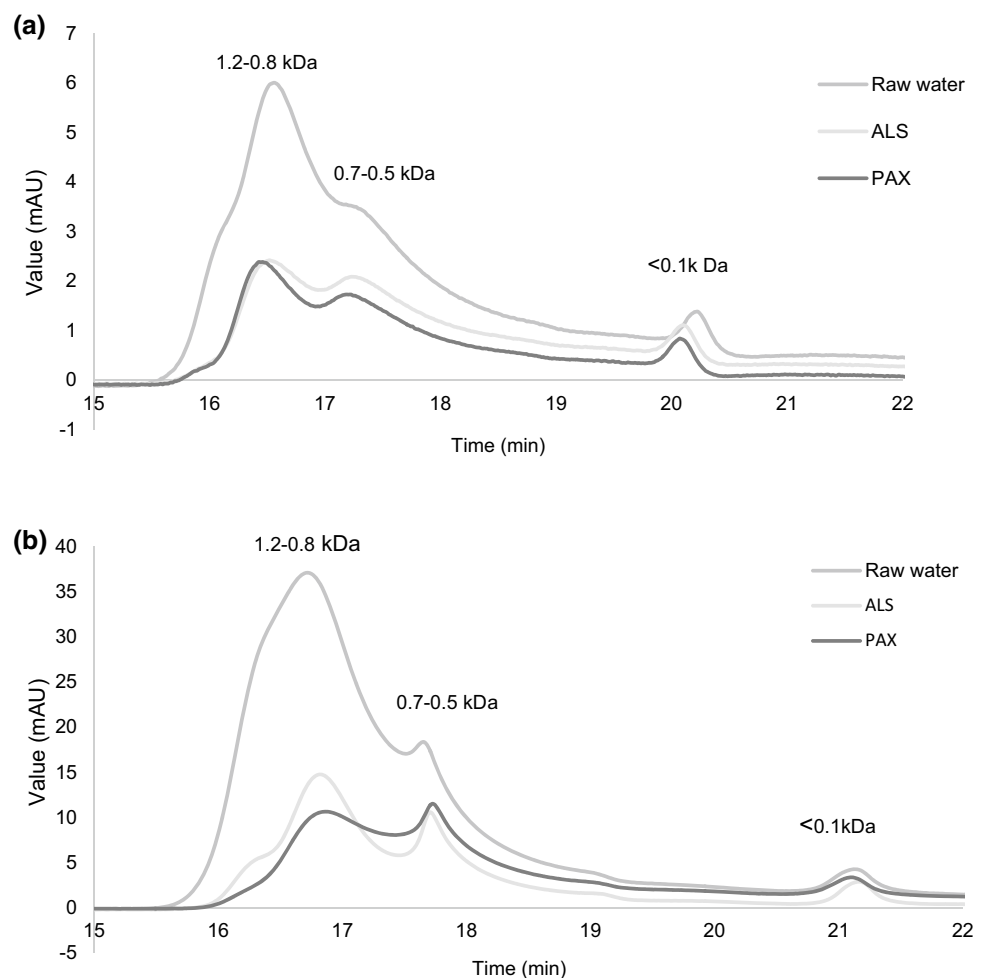 (a)
7
6
5
4
3
2
1
0
-1
Value (mAU)
1.2-0.8 kDa
0.7-0.5 kDa
<0.1k Da
Raw water
ALS
PAX
15 16 17 18 19 20 21 22
Time (min)
(b)
40
35
30
25
20
15
10
5
0
-5
Value (mAU)
1.2-0.8 kDa
0.7-0.5 kDa
<0.1kDa
Raw water
ALS
PAX
15 16 17 18 19 20 21 22
Time (min)